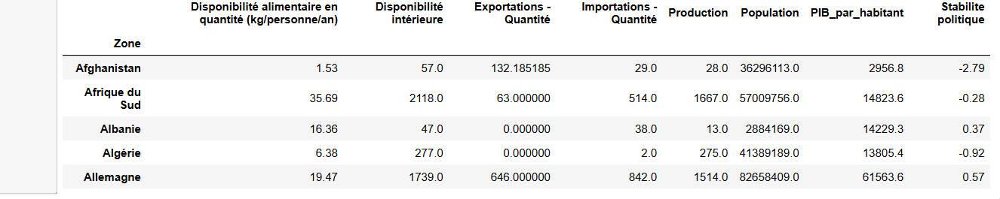 Disponibilité alimentaire en quantité (kg/personne/an) Disponibilité intérieure Exportations - Quantité Importations - Quantité Production Population PIB_par_habitant Stabilite politique
Zone
Afghanistan 1.53 57.0 132.185185 29.0 28.0 36296113.0 2956.8 -2.79
Afrique du Sud 35.69 2118.0 63.000000 514.0 1667.0 57009756.0 14823.6 -0.28
Albanie 16.36 47.0 0.000000 38.0 13.0 2884169.0 14229.3 0.37
Algérie 6.38 277.0 0.000000 2.0 275.0 41389189.0 13805.4 -0.92
Allemagne 19.47 1739.0 646.000000 842.0 1514.0 82658409.0 61563.6 0.57